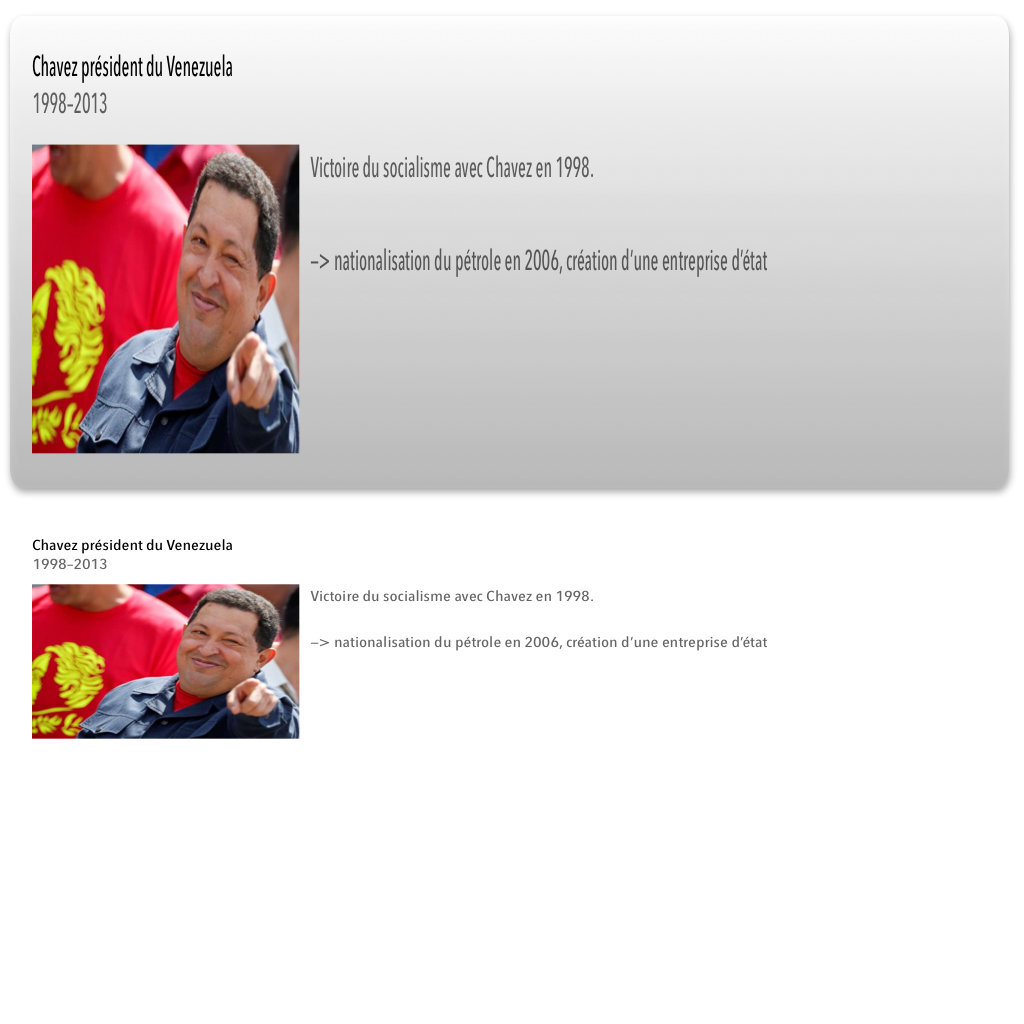 Chavez président du Venezuela
1998–2013
Victoire du socialisme avec Chavez en 1998.
–> nationalisation du pétrole en 2006, création d’une entreprise d’état
Chavez président du Venezuela
1998–2013
Victoire du socialisme avec Chavez en 1998.
–> nationalisation du pétrole en 2006, création d’une entreprise d’état